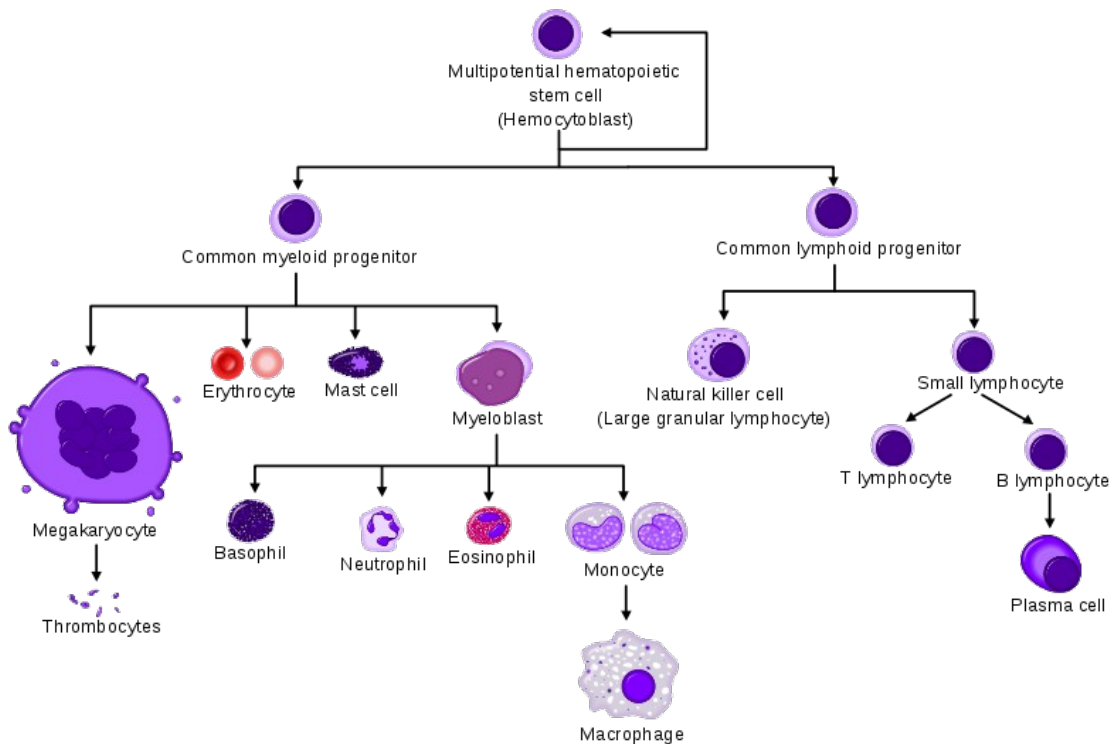 Multipotential hematopoietic
stem cell
(Hemocytoblast)
Common myeloid progenitor
Common lymphoid progenitor
Erythrocyte
Mast cell
Myeloblast
Natural killer cell
(Large granular lymphocyte)
Small lymphocyte
T lymphocyte
B lymphocyte
Megakaryocyte
Basophil
Neutrophil
Eosinophil
Monocyte
Plasma cell
Thrombocytes
Macrophage